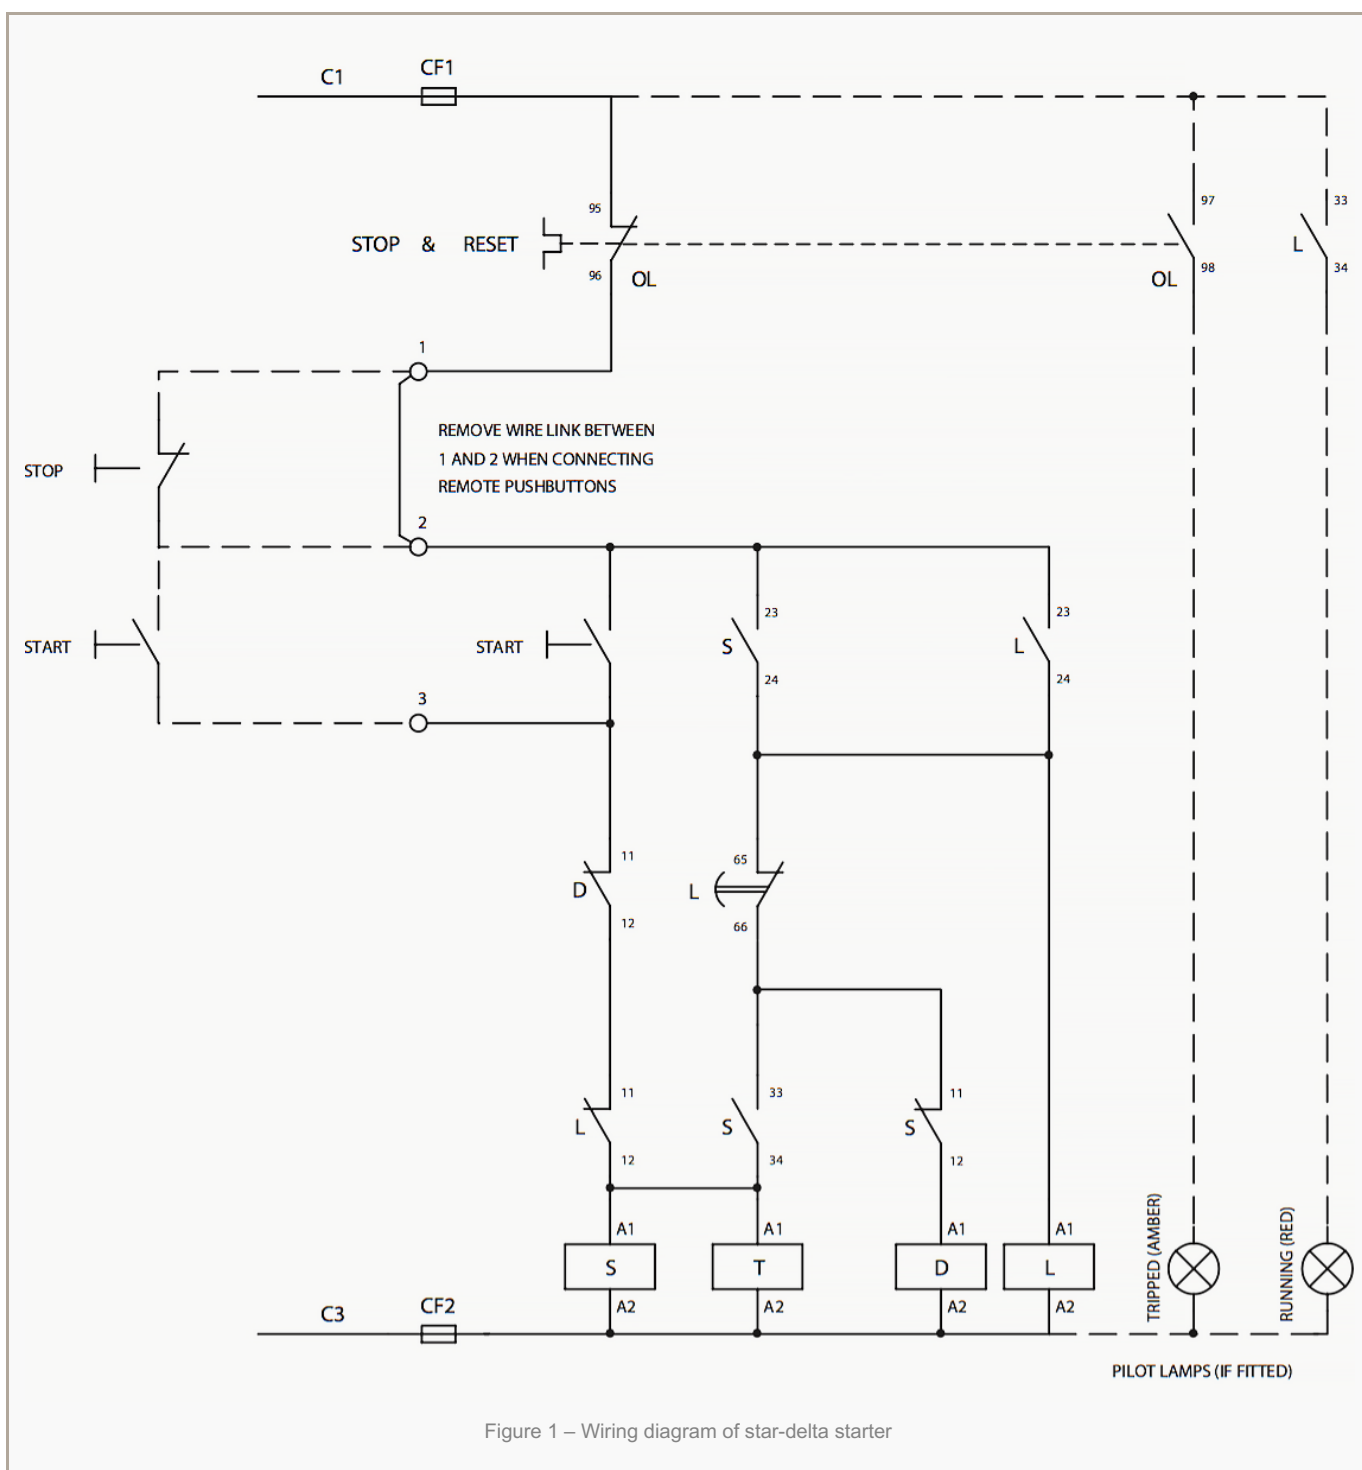 C1
CF1
95
97
33
STOP & RESET
L
96
98
34
OL
OL
1
REMOVE WIRE LINK BETWEEN
STOP
1 AND 2 WHEN CONNECTING
REMOTE PUSHBUTTONS
2
23
23
START
START
S
L
24
24
3
11
65
D
L
12
66
11
33
11
L
S
S
12
34
12
A1
A1
A1
A1
S
T
D
L
TRIPPED (AMBER)
RUNNING (RED)
A2
A2
A2
A2
C3
CF2
PILOT LAMPS (IF FITTED)
Figure 1 – Wiring diagram of star-delta starter